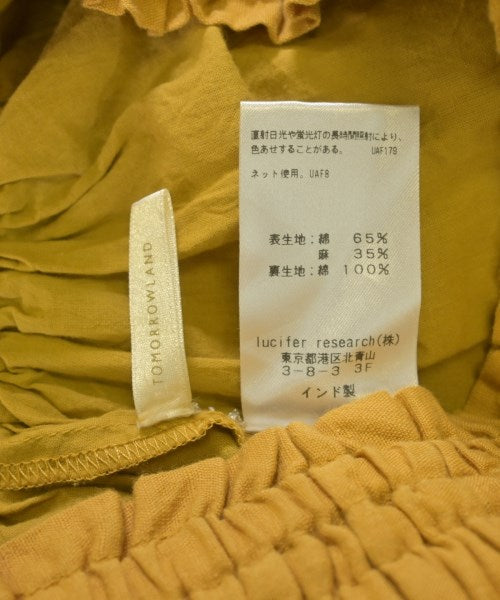 直射日光や蛍光灯の長時間照射により、
色あせすることがある。 UAF179
ネット使用。UAF8
表生地：綿 65%
麻 35%
裏生地：綿 100%
lucifer research(株)
東京都港区北青山
3-8-3 3F
インド製
TOMORROWLAND